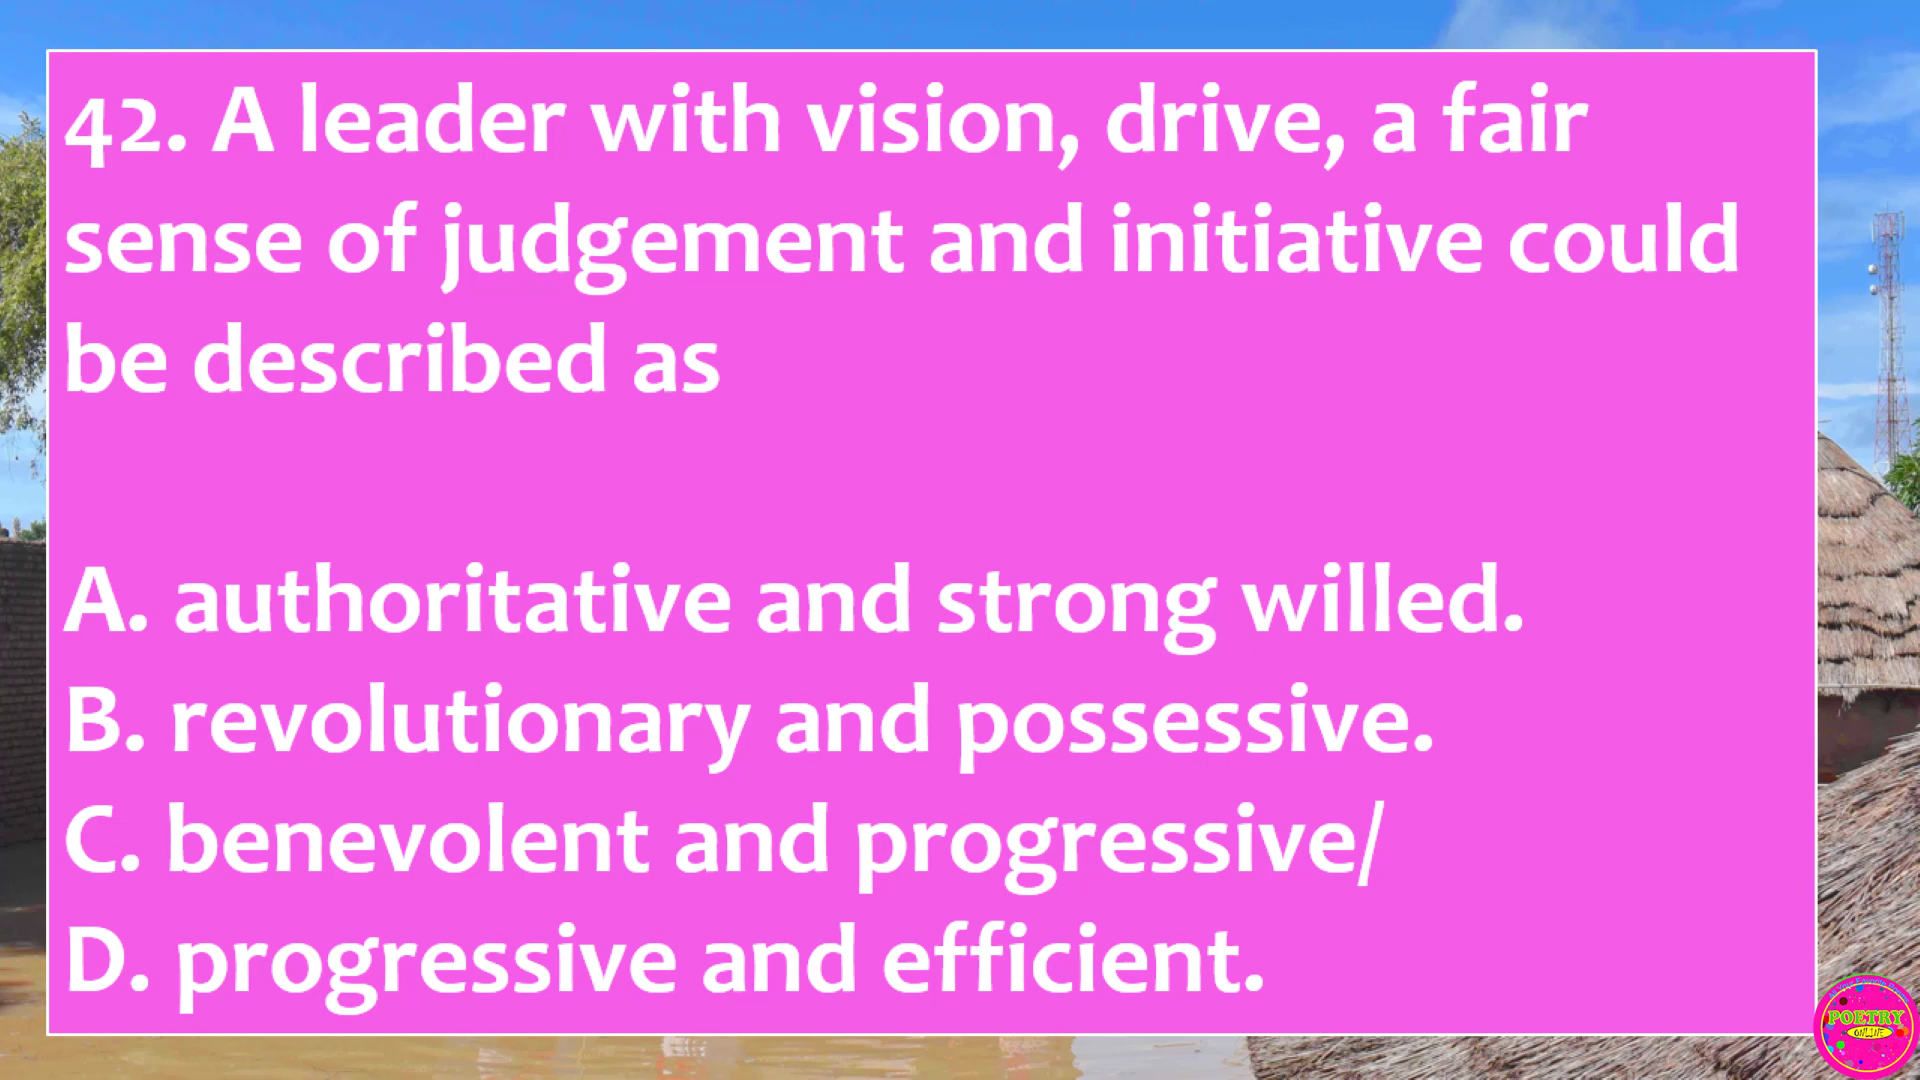 42. A leader with vision, drive, a fair
sense of judgement and initiative could
be described as
A. authoritative and strong willed.
B. revolutionary and possessive.
C. benevolent and progressive/
D. progressive and efficient.
POETRY
ONLINE